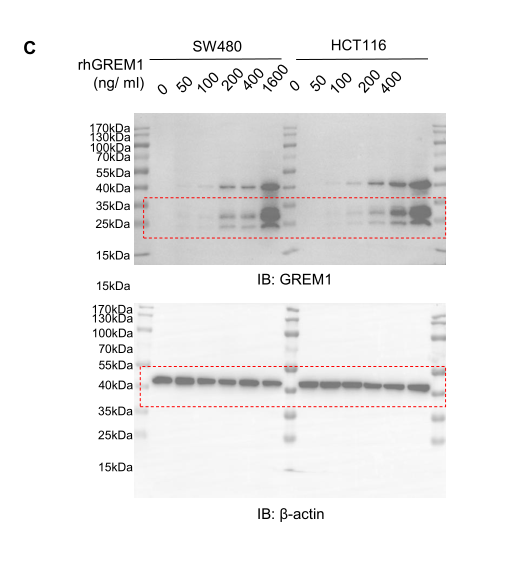 C
SW480 HCT116
rhGREM1
(ng/ ml)
0 50 100 200 400 1600 0 50 100 200 400
170kDa
130kDa
100kDa
70kDa
55kDa
40kDa
35kDa
25kDa
15kDa
IB: GREM1
15kDa
170kDa
130kDa
100kDa
70kDa
55kDa
40kDa
35kDa
25kDa
15kDa
IB: β-actin